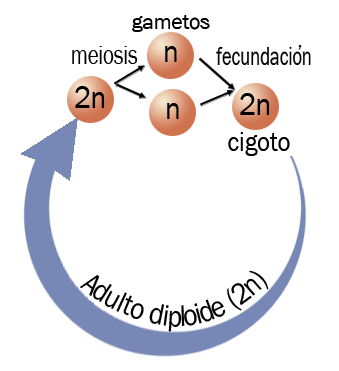 gametos
meiosis
n
fecundación
2n
n
2n
cigoto
Adulto diploide (2n)